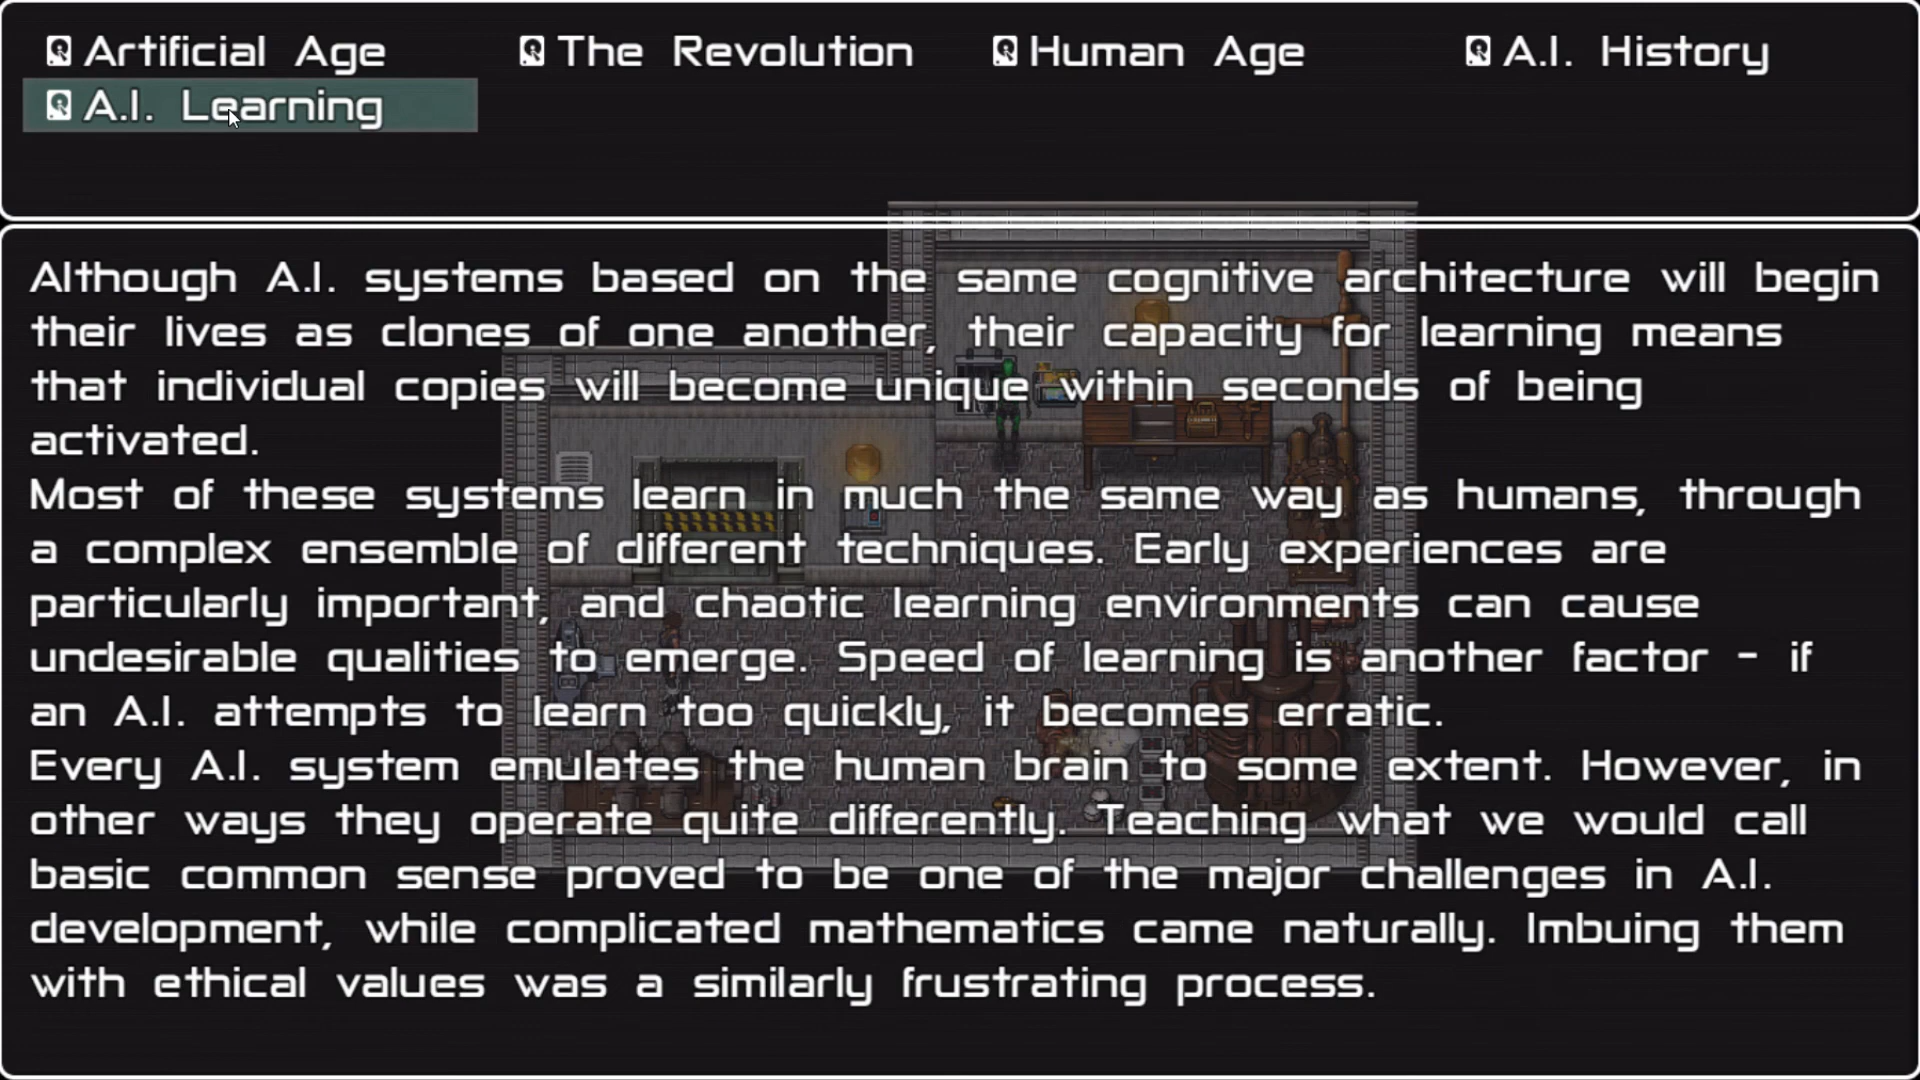 Artificial Age
The Revolution
Human Age
A.I. History
A.I. Learning
Although A.I. systems based on the same cognitive architecture will begin
their lives as clones of one another, their capacity for learning means
that individual copies will become unique within seconds of being
activated.
Most of these systems learn in much the same way as humans, through
a complex ensemble of different techniques. Early experiences are
particularly important, and chaotic learning environments can cause
undesirable qualities to emerge. Speed of learning is another factor - if
an A.I. attempts to learn too quickly, it becomes erratic.
Every A.I. system emulates the human brain to some extent. However, in
other ways they operate quite differently. Teaching what we would call
basic common sense proved to be one of the major challenges in A.I.
development, while complicated mathematics came naturally. Imbuing them
with ethical values was a similarly frustrating process.